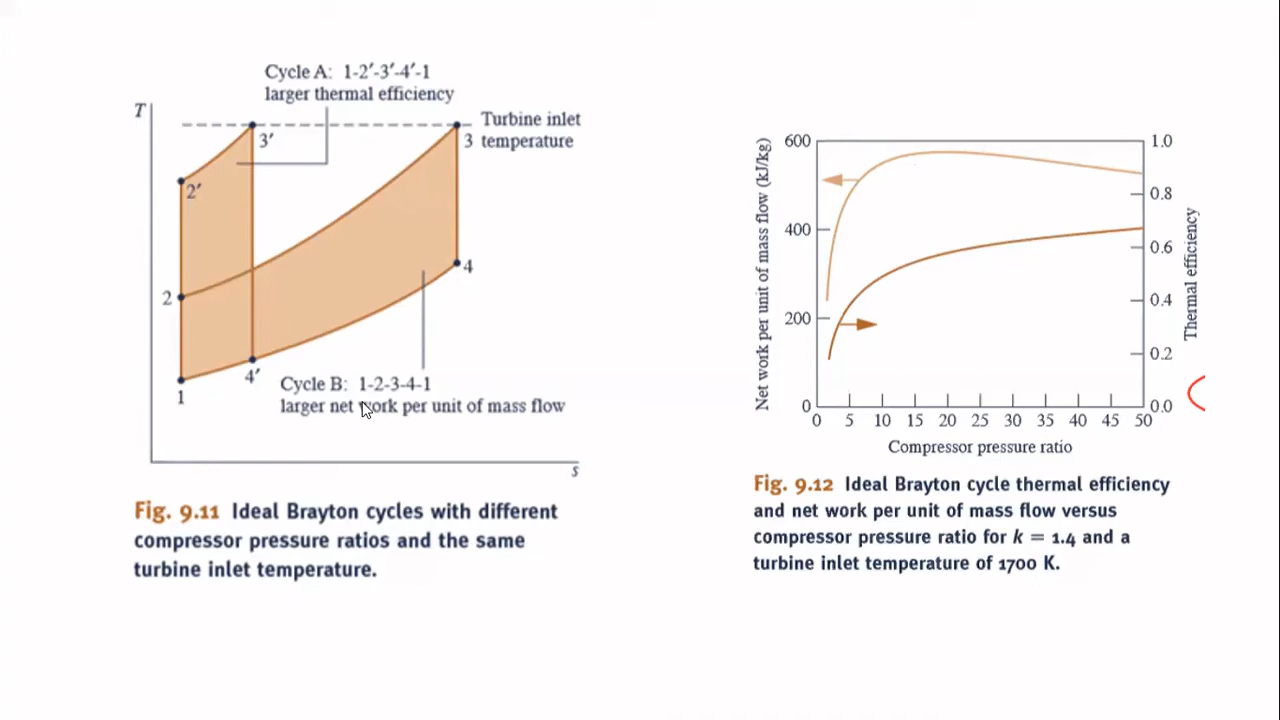 Cycle A: 1-2′-3′-4′-1
larger thermal efficiency
T
Turbine inlet
temperature
3′
3
2′
2
4
4′
1
Cycle B: 1-2-3-4-1
larger net work per unit of mass flow
s
Fig. 9.11 Ideal Brayton cycles with different
compressor pressure ratios and the same
turbine inlet temperature.
Net work per unit of mass flow (kJ/kg)
600
400
200
0
1.0
0.8
0.6
0.4
0.2
0.0
Thermal efficiency
0 5 10 15 20 25 30 35 40 45 50
Compressor pressure ratio
Fig. 9.12 Ideal Brayton cycle thermal efficiency
and net work per unit of mass flow versus
compressor pressure ratio for k = 1.4 and a
turbine inlet temperature of 1700 K.